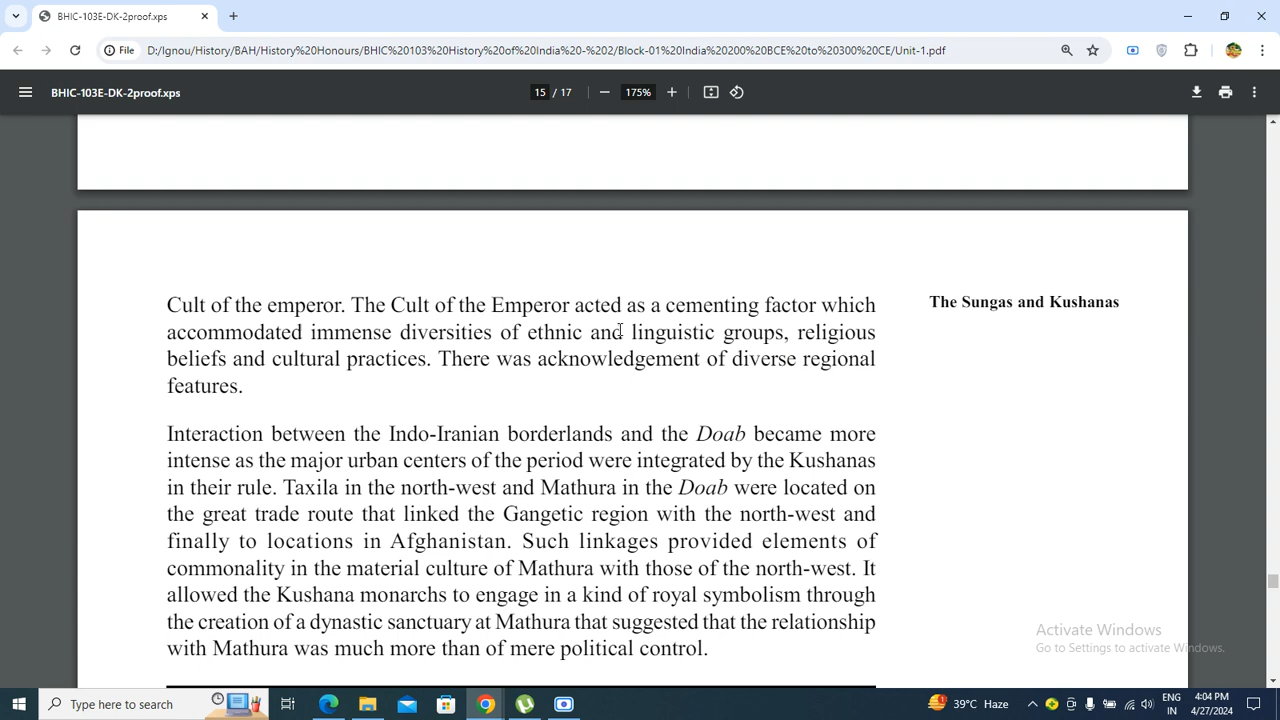 BHIC-103E-DK-2proof.xps
File D:/Ignou/History/BAH/History%20Honours/BHIC%20103%20History%20of%20India%20-%202/Block-01%20India%20200%20BCE%20to%20300%20CE/Unit-1.pdf
BHIC-103E-DK-2proof.xps
15 / 17
175%
The Sungas and Kushanas
Cult of the emperor. The Cult of the Emperor acted as a cementing factor which
accommodated immense diversities of ethnic and linguistic groups, religious
beliefs and cultural practices. There was acknowledgement of diverse regional
features.
Interaction between the Indo-Iranian borderlands and the Doab became more
intense as the major urban centers of the period were integrated by the Kushanas
in their rule. Taxila in the north-west and Mathura in the Doab were located on
the great trade route that linked the Gangetic region with the north-west and
finally to locations in Afghanistan. Such linkages provided elements of
commonality in the material culture of Mathura with those of the north-west. It
allowed the Kushana monarchs to engage in a kind of royal symbolism through
the creation of a dynastic sanctuary at Mathura that suggested that the relationship
with Mathura was much more than of mere political control.
Activate Windows
Go to Settings to activate Windows.
Type here to search
39°C Haze
ENG
IN
4:04 PM
4/27/2024